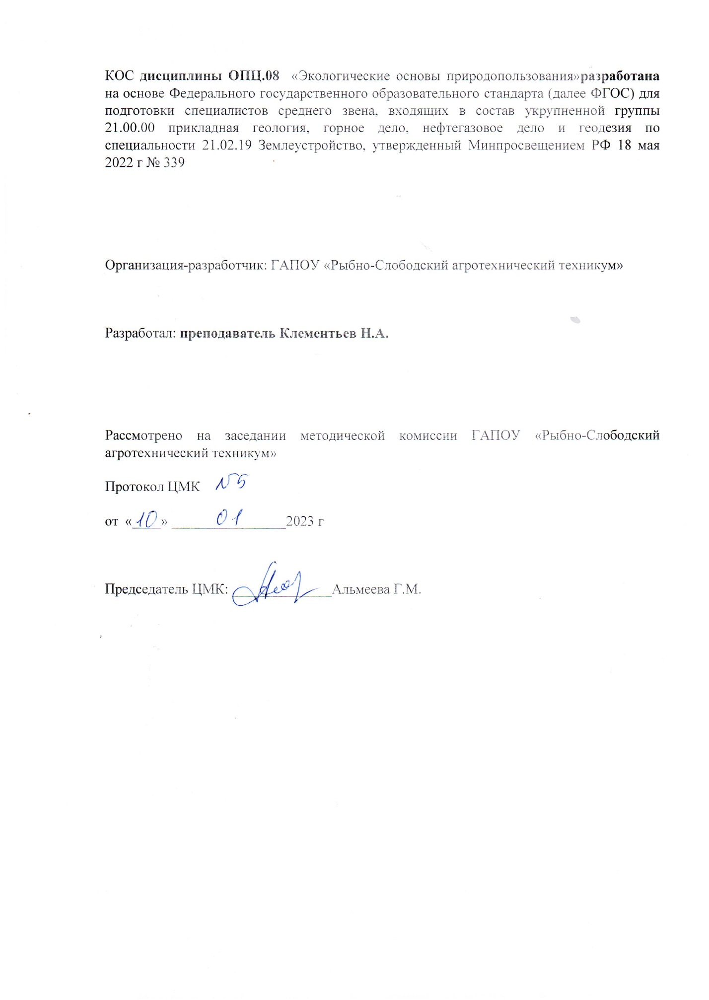 КОС дисциплины ОПЦ.08 «Экологические основы природопользования»разработана
на основе Федерального государственного образовательного стандарта (далее ФГОС) для
подготовки специалистов среднего звена, входящих в состав укрупненной группы
21.00.00 прикладная геология, горное дело, нефтегазовое дело и геодезия по
специальности 21.02.19 Землеустройство, утвержденный Минпросвещением РФ 18 мая
2022 г № 339
Организация-разработчик: ГАПОУ «Рыбно-Слободский агротехнический техникум»
Разработал: преподаватель Клементьев Н.А.
Рассмотрено на заседании методической комиссии ГАПОУ «Рыбно-Слободский
агротехнический техникум»
Протокол ЦМК №5
от «10» 01 2023 г
Председатель ЦМК: Альмеева Г.М.